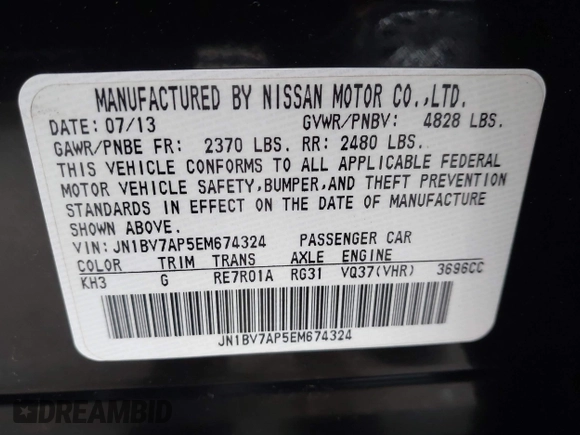 MANUFACTURED BY NISSAN MOTOR CO.,LTD.
DATE: 07/13 GVWR/PNBV: 4828 LBS.
GAWR/PNBE FR: 2370 LBS. RR: 2480 LBS.
THIS VEHICLE CONFORMS TO ALL APPLICABLE FEDERAL
MOTOR VEHICLE SAFETY,BUMPER,AND THEFT PREVENTION
STANDARDS IN EFFECT ON THE DATE OF MANUFACTURE
SHOWN ABOVE.
VIN: JN1BV7AP5EM674324 PASSENGER CAR
COLOR TRIM TRANS AXLE ENGINE
KH3 G RE7R01A RG31 VQ37(VHR) 3696CC
JN1BV7AP5EM674324
DREAMBID